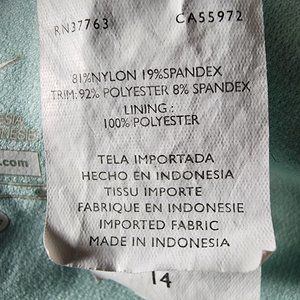 RN37763 CA55972
81%NYLON 19%SPANDEX
TRIM: 92% POLYESTER 8% SPANDEX
LINING :
100% POLYESTER
TELA IMPORTADA
HECHO EN INDONESIA
TISSU IMPORTE
FABRIQUE EN INDONESIE
IMPORTED FABRIC
MADE IN INDONESIA
14
.com